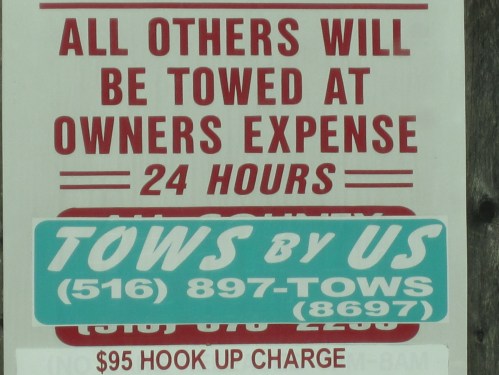 ALL OTHERS WILL
BE TOWED AT
OWNERS EXPENSE
24 HOURS
TOWS BY US
(516) 897-TOWS
(8697)
$95 HOOK UP CHARGE